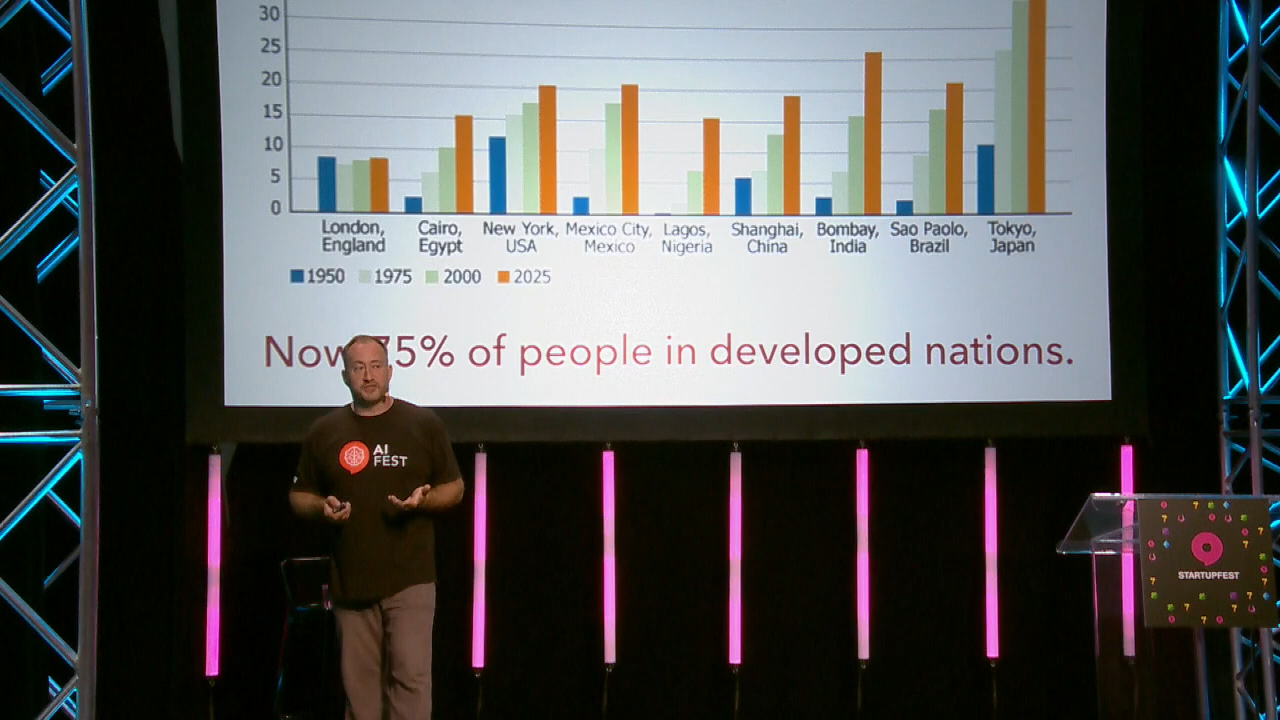 30
25
20
15
10
5
0
London, England
Cairo, Egypt
New York, USA
Mexico City, Mexico
Lagos, Nigeria
Shanghai, China
Bombay, India
Sao Paolo, Brazil
Tokyo, Japan
1950 1975 2000 2025
Now 75% of people in developed nations.
AI
FEST
STARTUPFEST